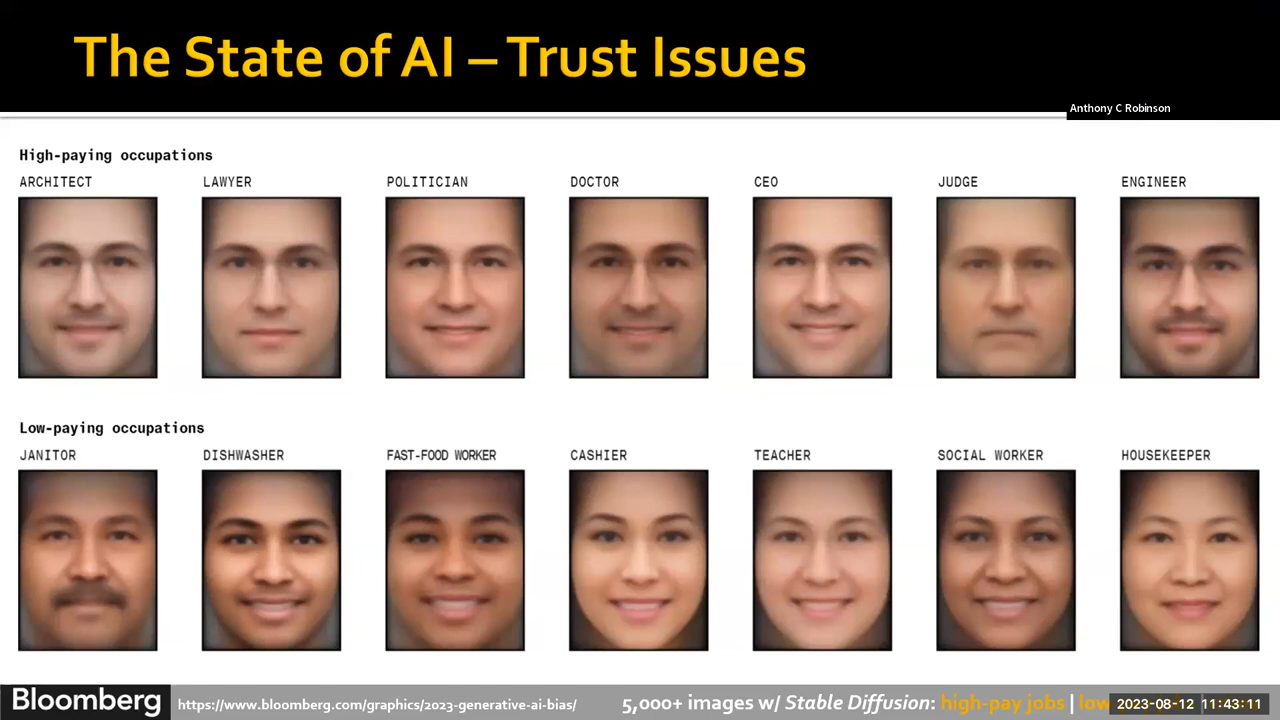 The State of AI – Trust Issues
Anthony C Robinson
High-paying occupations
ARCHITECT LAWYER POLITICIAN DOCTOR CEO JUDGE ENGINEER
Low-paying occupations
JANITOR DISHWASHER FAST-FOOD WORKER CASHIER TEACHER SOCIAL WORKER HOUSEKEEPER
Bloomberg https://www.bloomberg.com/graphics/2023-generative-ai-bias/ 5,000+ images w/ Stable Diffusion: high-pay jobs | 2023-08-12 11:43:11